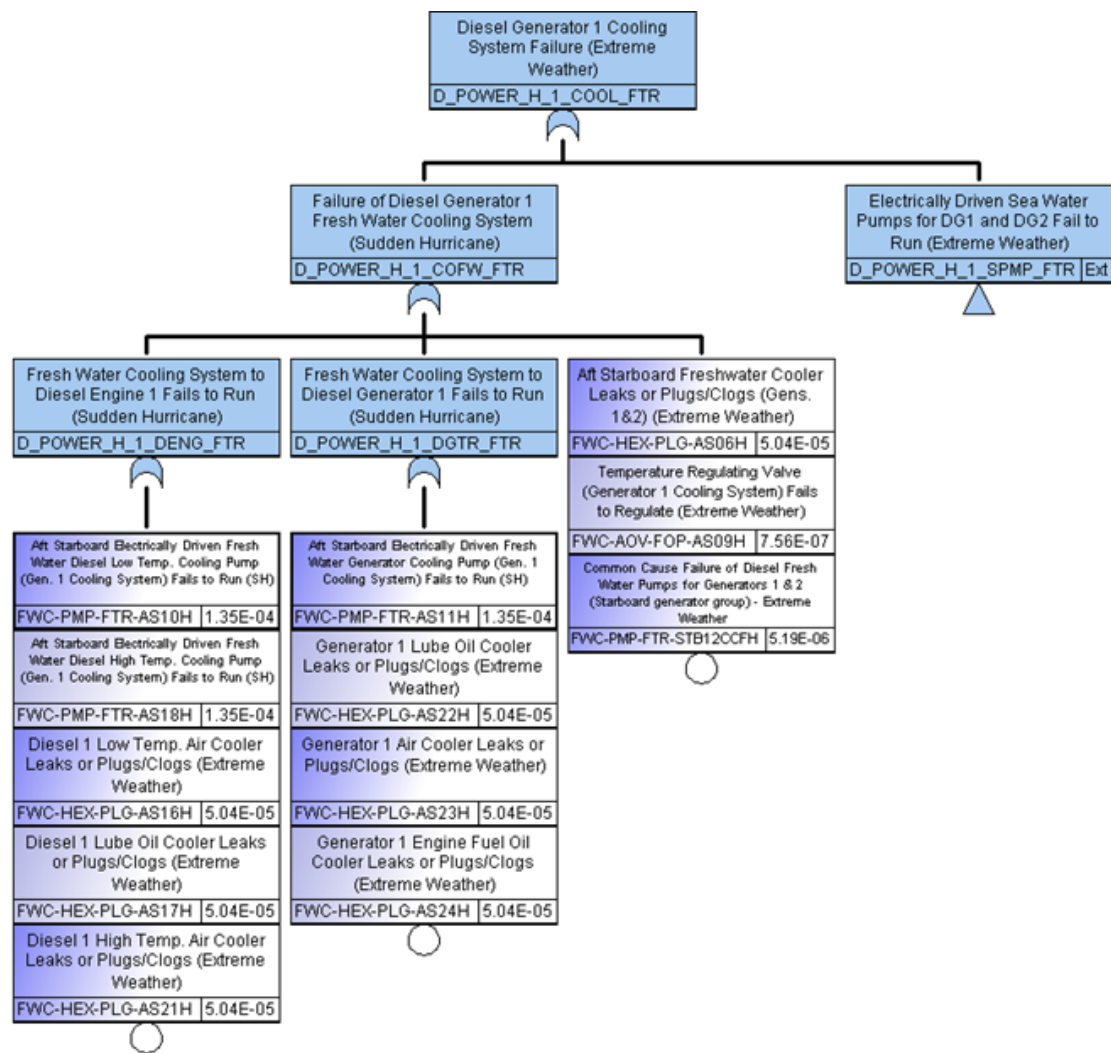 Diesel Generator 1 Cooling
System Failure (Extreme
Weather)
D_POWER_H_1_COOL_FTR
Failure of Diesel Generator 1
Fresh Water Cooling System
(Sudden Hurricane)
D_POWER_H_1_COFW_FTR
Electrically Driven Sea Water
Pumps for DG1 and DG2 Fail to
Run (Extreme Weather)
D_POWER_H_1_SPMP_FTR Ext
Fresh Water Cooling System to
Diesel Engine 1 Fails to Run
(Sudden Hurricane)
D_POWER_H_1_DENG_FTR
Fresh Water Cooling System to
Diesel Generator 1 Fails to Run
(Sudden Hurricane)
D_POWER_H_1_DGTR_FTR
Aft Starboard Freshwater Cooler
Leaks or Plugs/Clogs (Gens.
1&2) (Extreme Weather)
FWC-HEX-PLG-AS06H 5.04E-05
Temperature Regulating Valve
(Generator 1 Cooling System) Fails
to Regulate (Extreme Weather)
FWC-AOV-FOP-AS09H 7.56E-07
Common Cause Failure of Diesel Fresh
Water Pumps for Generators 1 & 2
(Starboard generator group) - Extreme
Weather
FWC-PMP-FTR-STB12CCFH 5.19E-06
Aft Starboard Electrically Driven Fresh
Water Diesel Low Temp. Cooling Pump
(Gen. 1 Cooling System) Fails to Run (SH)
FWC-PMP-FTR-AS10H 1.35E-04
Aft Starboard Electrically Driven Fresh
Water Diesel High Temp. Cooling Pump
(Gen. 1 Cooling System) Fails to Run (SH)
FWC-PMP-FTR-AS18H 1.35E-04
Diesel 1 Low Temp. Air Cooler
Leaks or Plugs/Clogs (Extreme
Weather)
FWC-HEX-PLG-AS16H 5.04E-05
Diesel 1 Lube Oil Cooler Leaks
or Plugs/Clogs (Extreme
Weather)
FWC-HEX-PLG-AS17H 5.04E-05
Diesel 1 High Temp. Air Cooler
Leaks or Plugs/Clogs (Extreme
Weather)
FWC-HEX-PLG-AS21H 5.04E-05
Aft Starboard Electrically Driven Fresh
Water Generator Cooling Pump (Gen. 1
Cooling System) Fails to Run (SH)
FWC-PMP-FTR-AS11H 1.35E-04
Generator 1 Lube Oil Cooler
Leaks or Plugs/Clogs (Extreme
Weather)
FWC-HEX-PLG-AS22H 5.04E-05
Generator 1 Air Cooler Leaks or
Plugs/Clogs (Extreme Weather)
FWC-HEX-PLG-AS23H 5.04E-05
Generator 1 Engine Fuel Oil
Cooler Leaks or Plugs/Clogs
(Extreme Weather)
FWC-HEX-PLG-AS24H 5.04E-05